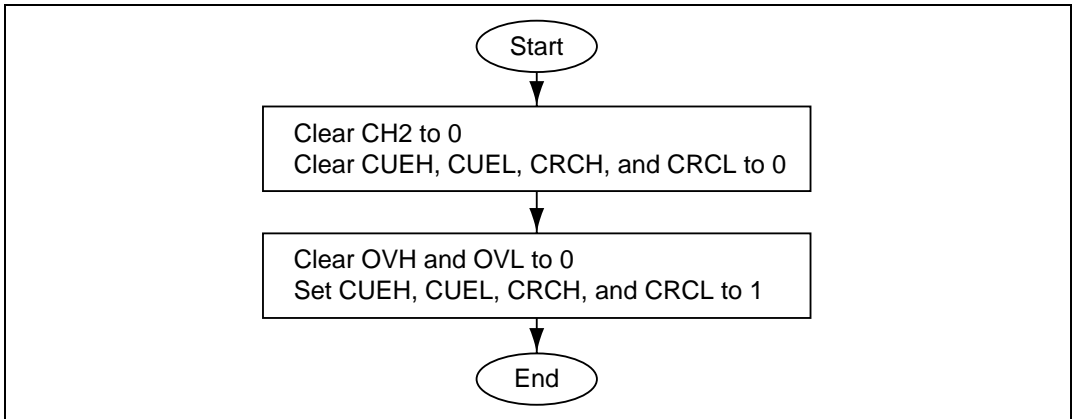 Start
Clear CH2 to 0
Clear CUEH, CUEL, CRCH, and CRCL to 0
Clear OVH and OVL to 0
Set CUEH, CUEL, CRCH, and CRCL to 1
End